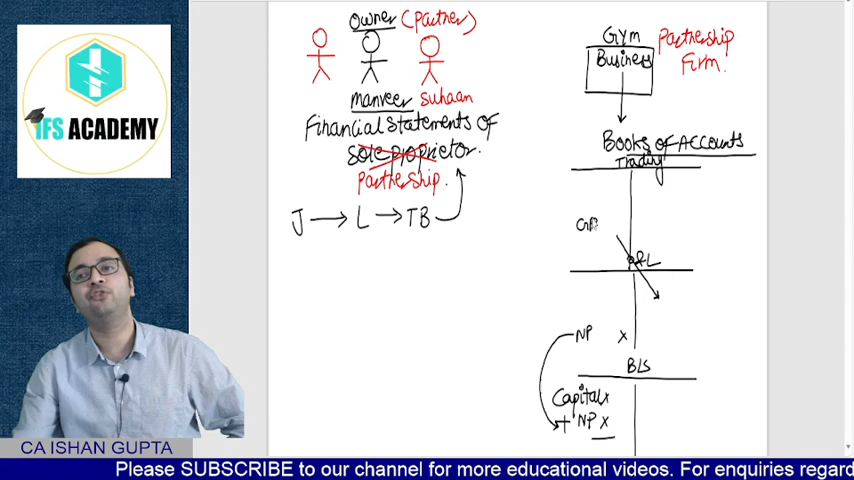 Owner (Partner)
manveer suhaan
Financial Statements of
Sole proprietor.
partnership.
J → L → TB
Gym
Business
Partnership
Firm.
Books of Accounts
Trading
GP
P&L
NP x
BLS
Capital x
+ NP x
IFS ACADEMY
CA ISHAN GUPTA
Please SUBSCRIBE to our channel for more educational videos. For enquiries regard